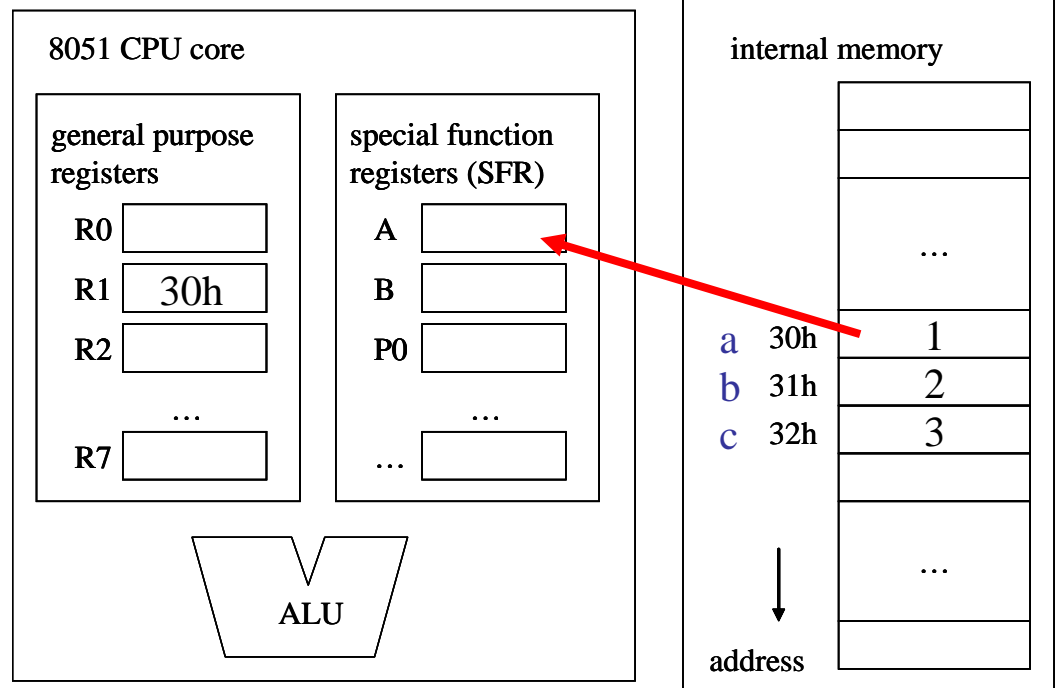 8051 CPU core
general purpose
registers
R0
R1 30h
R2
...
R7
special function
registers (SFR)
A
B
P0
...
...
ALU
internal memory
...
a 30h 1
b 31h 2
c 32h 3
...
address